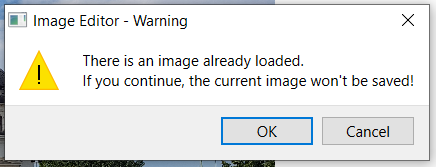 Image Editor - Warning
There is an image already loaded.
If you continue, the current image won't be saved!
OK
Cancel